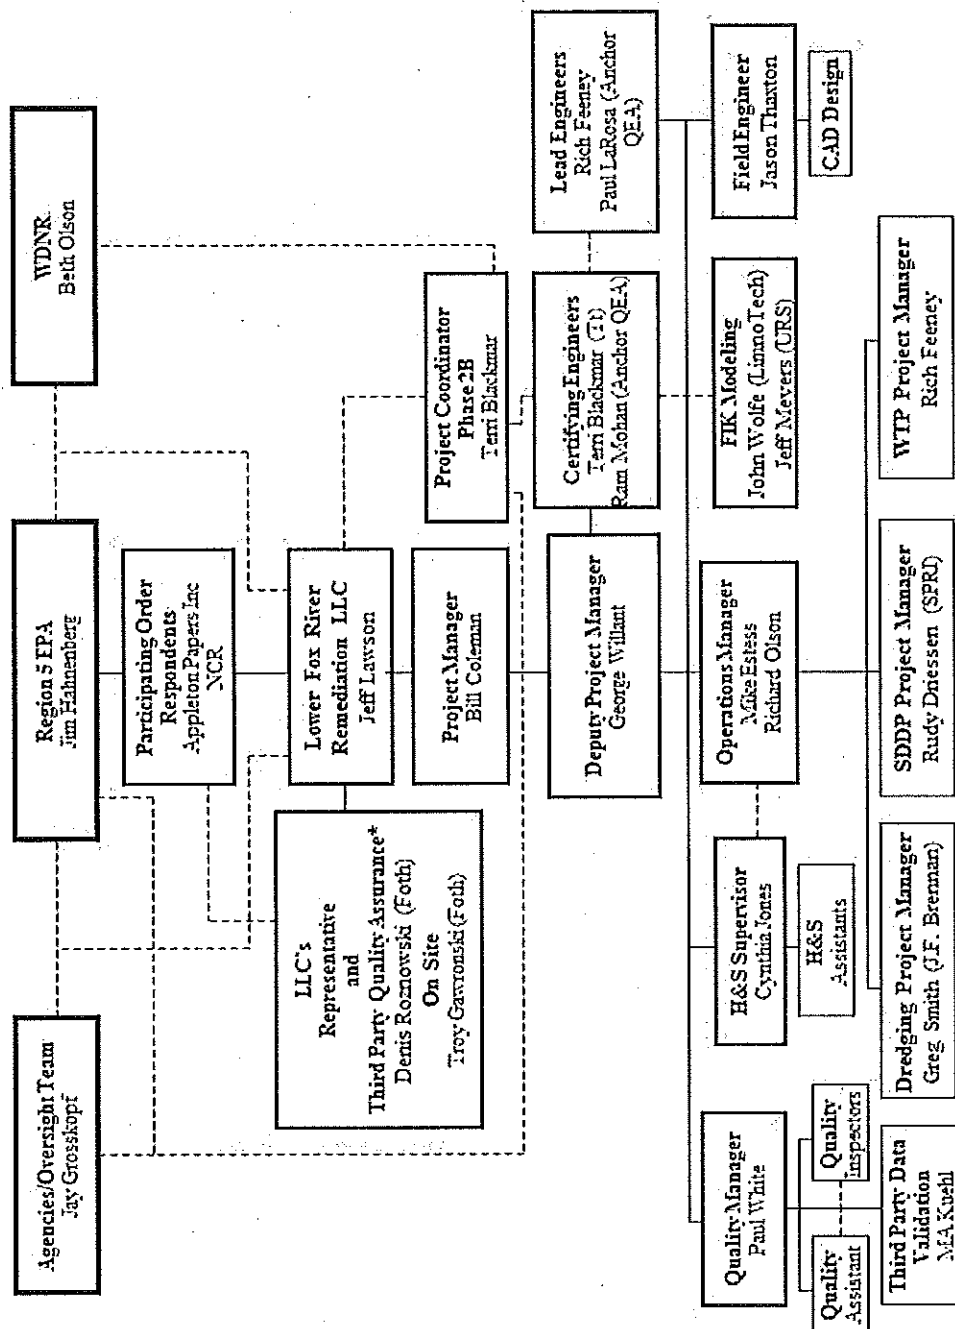 Agencies/Oversight Team
Jay Grosskopf
Region 5 EPA
Jim Hahnenberg
WDNR
Beth Olson
Participating Order
Respondents
Appleton Papers Inc
NCR
LLC's
Representative
and
Third Party Quality Assurance*
Denis Roznowski (Foth)
On Site
Troy Gawronski (Foth)
Lower Fox River
Remediation LLC
Jeff Lawson
Project Manager
Bill Coleman
Project Coordinator
Phase 2B
Terri Blackmar
Deputy Project Manager
George Willant
Certifying Engineers
Terri Blackmar (Tt)
Ram Mohan (Anchor QEA)
Lead Engineers
Rich Feeney
Paul LaRosa (Anchor
QEA)
Quality Manager
Paul White
H&S Supervisor
Cynthia Jones
Operations Manager
Mike Estess
Richard Olson
FIK Modeling
John Wolfe (LimnoTech)
Jeff Meyers (URS)
Field Engineer
Jason Thaxton
Quality
Assistant
Quality
Inspectors
H&S
Assistants
CAD Design
Third Party Data
Validation
MAKuehl
Dredging Project Manager
Greg Smith (J.F. Brennan)
SDDP Project Manager
Rudy Driessen (SPRI)
WTP Project Manager
Rich Feeney